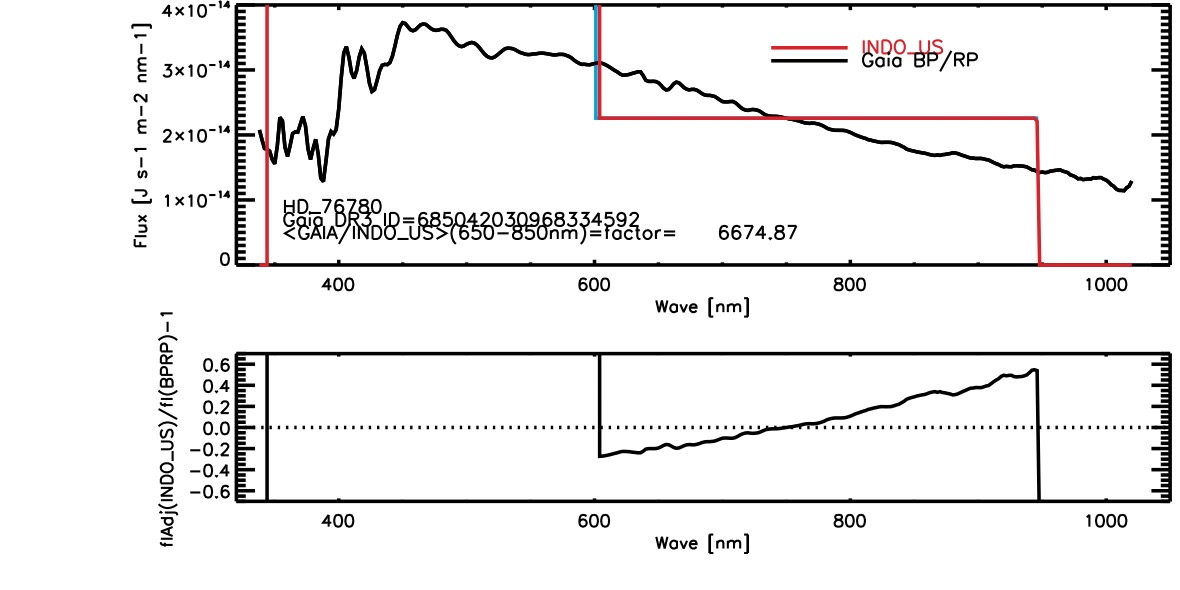 4×10⁻¹⁴
3×10⁻¹⁴
2×10⁻¹⁴
1×10⁻¹⁴
0
Flux [J s−1 m−2 nm−1]
INDO_US
Gaia BP/RP
HD_76780
Gaia DR3 ID=685042030968334592
<GAIA/INDO_US>(650−850nm)=factor= 6674.87
400 600 800 1000
Wave [nm]
flAdj(INDO_US)/fl(BPRP)−1
0.6
0.4
0.2
0.0
−0.2
−0.4
−0.6
400 600 800 1000
Wave [nm]